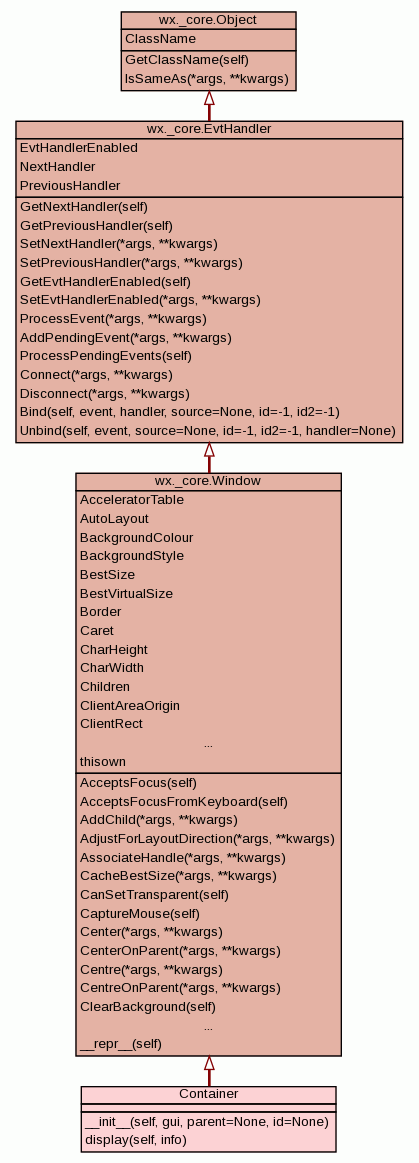 wx._core.Object
ClassName
GetClassName(self)
IsSameAs(*args, **kwargs)
wx._core.EvtHandler
EvtHandlerEnabled
NextHandler
PreviousHandler
GetNextHandler(self)
GetPreviousHandler(self)
SetNextHandler(*args, **kwargs)
SetPreviousHandler(*args, **kwargs)
GetEvtHandlerEnabled(self)
SetEvtHandlerEnabled(*args, **kwargs)
ProcessEvent(*args, **kwargs)
AddPendingEvent(*args, **kwargs)
ProcessPendingEvents(self)
Connect(*args, **kwargs)
Disconnect(*args, **kwargs)
Bind(self, event, handler, source=None, id=-1, id2=-1)
Unbind(self, event, source=None, id=-1, id2=-1, handler=None)
wx._core.Window
AcceleratorTable
AutoLayout
BackgroundColour
BackgroundStyle
BestSize
BestVirtualSize
Border
Caret
CharHeight
CharWidth
Children
ClientAreaOrigin
ClientRect
...
thisown
AcceptsFocus(self)
AcceptsFocusFromKeyboard(self)
AddChild(*args, **kwargs)
AdjustForLayoutDirection(*args, **kwargs)
AssociateHandle(*args, **kwargs)
CacheBestSize(*args, **kwargs)
CanSetTransparent(self)
CaptureMouse(self)
Center(*args, **kwargs)
CenterOnParent(*args, **kwargs)
Centre(*args, **kwargs)
CentreOnParent(*args, **kwargs)
ClearBackground(self)
...
__repr__(self)
Container
__init__(self, gui, parent=None, id=None)
display(self, info)